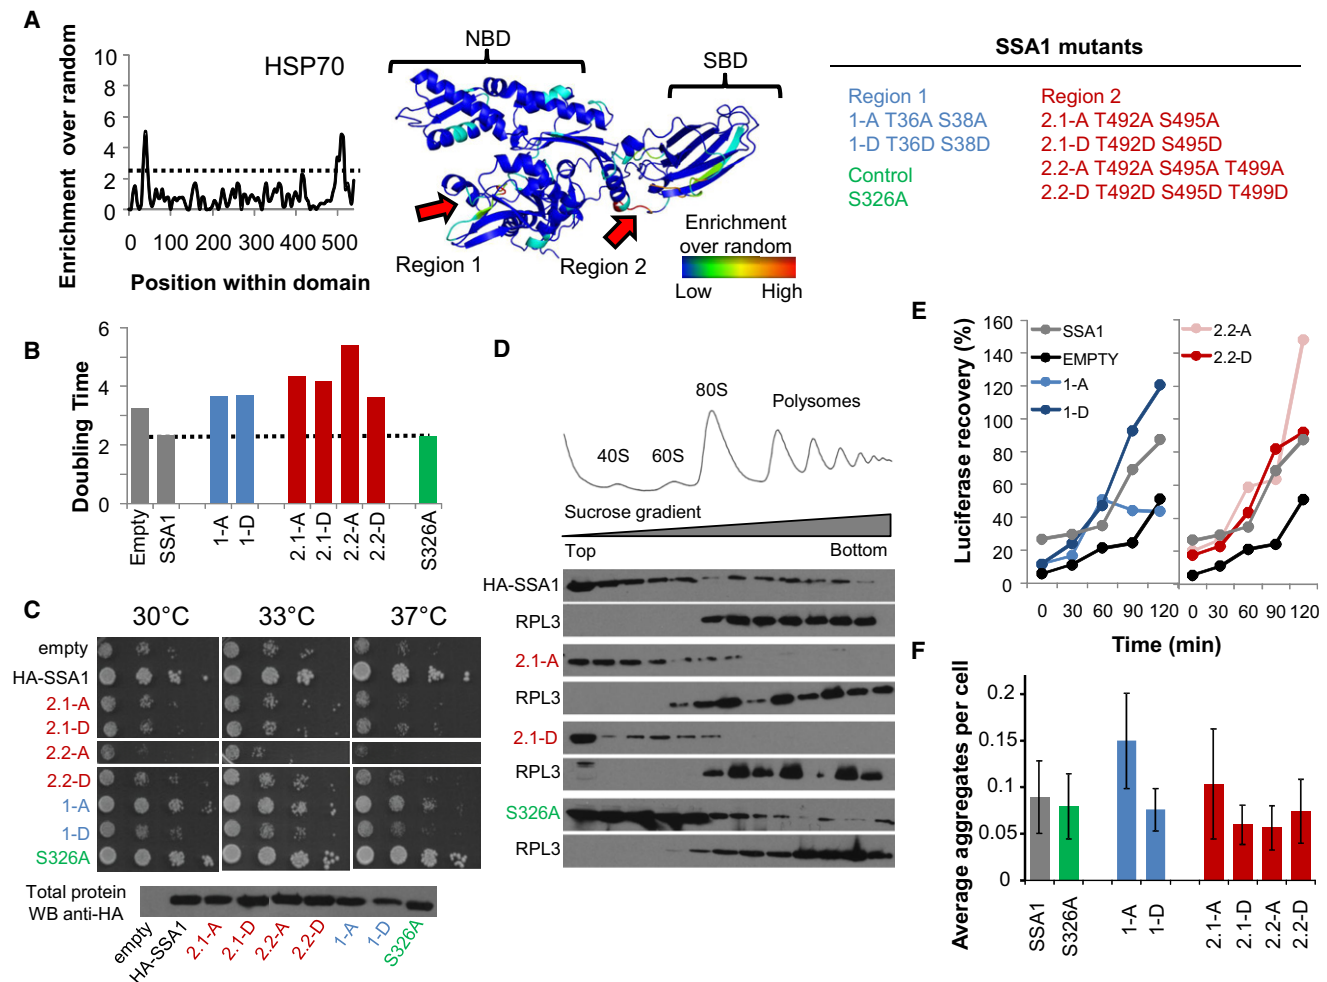 A
Enrichment over random
10
8
6
4
2
0
HSP70
0 100 200 300 400 500
Position within domain
NBD
SBD
Region 1
Region 2
Enrichment
over random
Low High
SSA1 mutants
Region 1
1-A T36A S38A
1-D T36D S38D
Control
S326A
Region 2
2.1-A T492A S495A
2.1-D T492D S495D
2.2-A T492A S495A T499A
2.2-D T492D S495D T499D
B
Doubling Time
6
4
2
0
Empty
SSA1
1-A
1-D
2.1-A
2.1-D
2.2-A
2.2-D
S326A
C
30°C 33°C 37°C
empty
HA-SSA1
2.1-A
2.1-D
2.2-A
2.2-D
1-A
1-D
S326A
Total protein
WB anti-HA
empty
HA-SSA1
2.1-A
2.1-D
2.2-A
2.2-D
1-A
1-D
S326A
D
40S
60S
80S
Polysomes
Sucrose gradient
Top Bottom
HA-SSA1
RPL3
2.1-A
RPL3
2.1-D
RPL3
S326A
RPL3
E
Luciferase recovery (%)
160
140
120
100
80
60
40
20
0
SSA1
EMPTY
1-A
1-D
2.2-A
2.2-D
0 30 60 90 120
0 30 60 90 120
Time (min)
F
Average aggregates per cell
0.2
0.15
0.1
0.05
0
SSA1
S326A
1-A
1-D
2.1-A
2.1-D
2.2-A
2.2-D